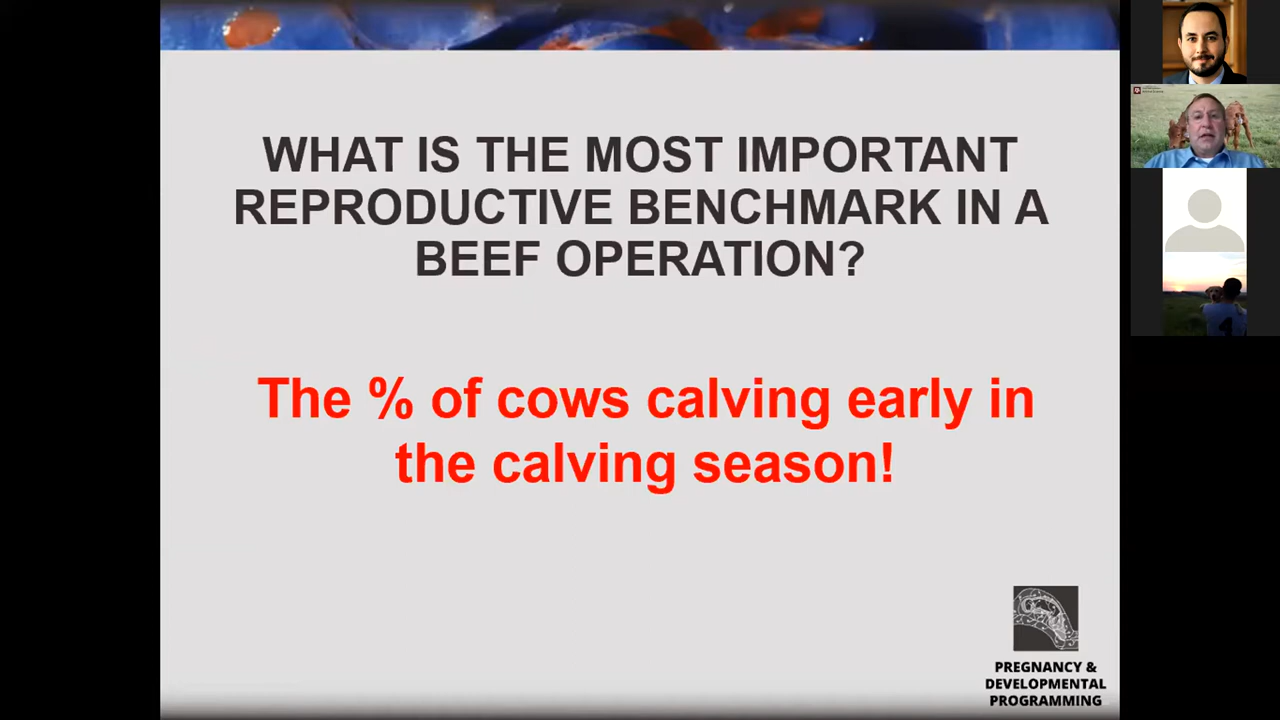 WHAT IS THE MOST IMPORTANT
REPRODUCTIVE BENCHMARK IN A
BEEF OPERATION?
The % of cows calving early in
the calving season!
PREGNANCY &
DEVELOPMENTAL
PROGRAMMING